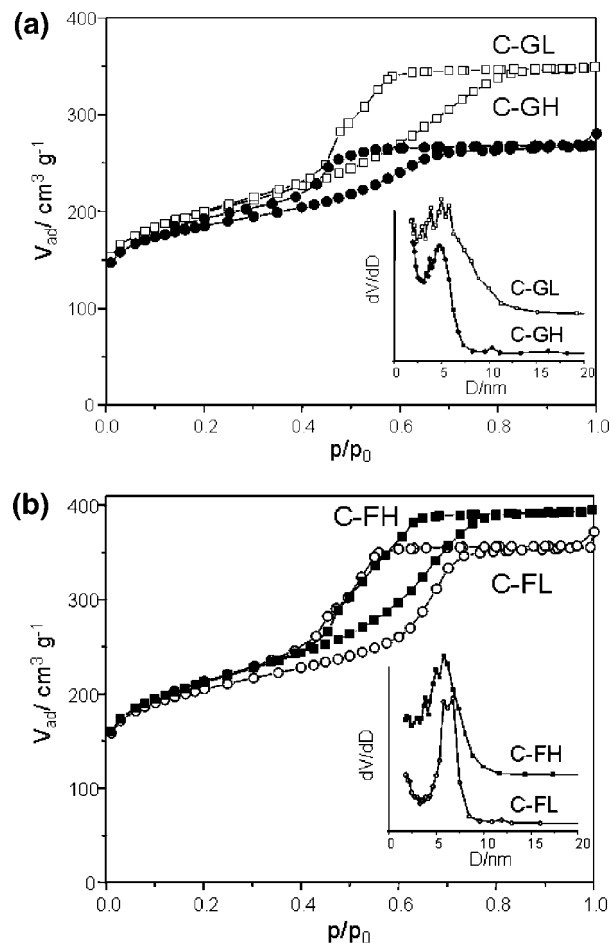 (a)
400
300
200
100
0
V_ad/ cm³ g⁻¹
C-GL
C-GH
dV/dD
C-GL
C-GH
0 5 10 15 20
D/nm
0.0 0.2 0.4 0.6 0.8 1.0
p/p₀
(b)
400
300
200
100
0
V_ad/ cm³ g⁻¹
C-FH
C-FL
dV/dD
C-FH
C-FL
0 5 10 15 20
D/nm
0.0 0.2 0.4 0.6 0.8 1.0
p/p₀